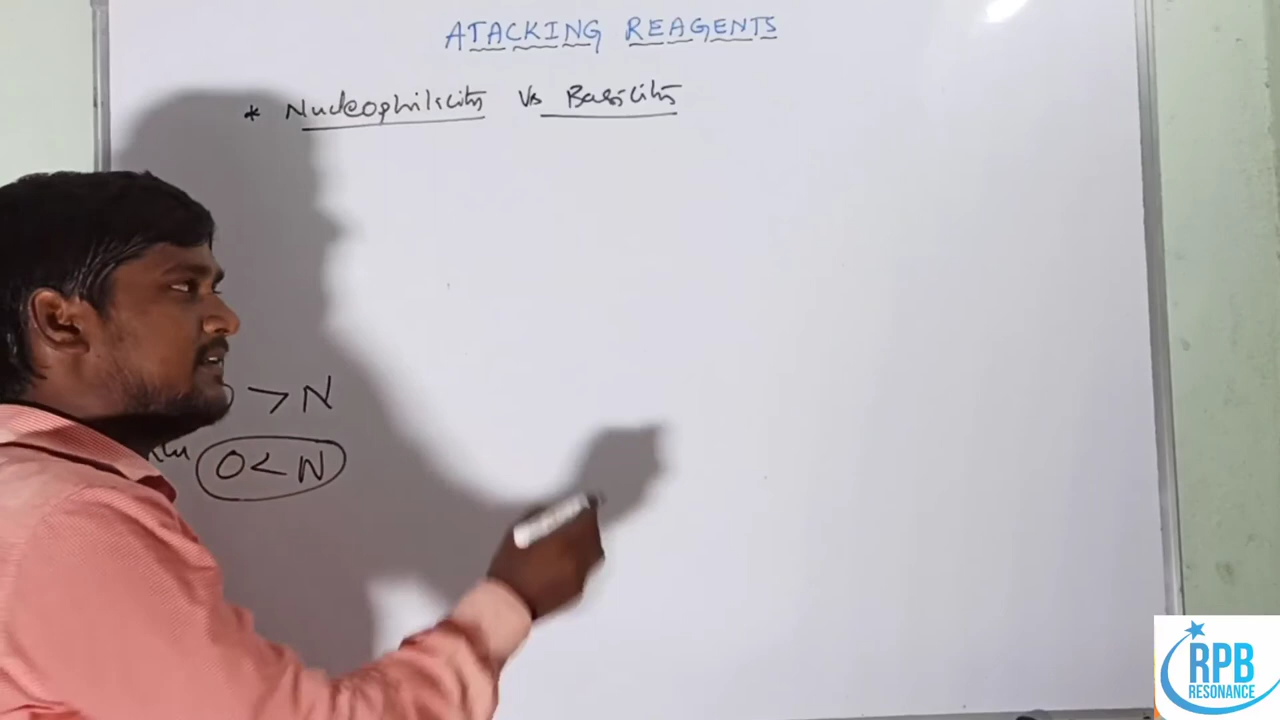 ATACKING REAGENTS
* Nucleophilicity Vs Basicity
> N
O < N
RPB
RESONANCE